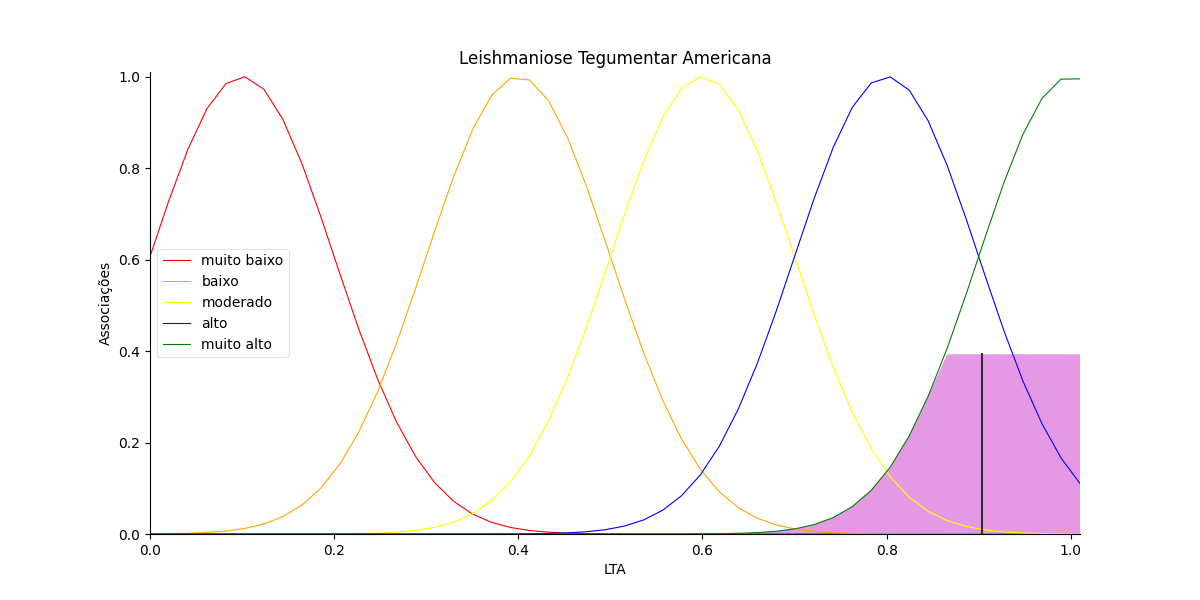 Leishmaniose Tegumentar Americana
1.0
0.8
0.6
0.4
0.2
0.0
Associações
muito baixo
baixo
moderado
alto
muito alto
0.0 0.2 0.4 0.6 0.8 1.0
LTA